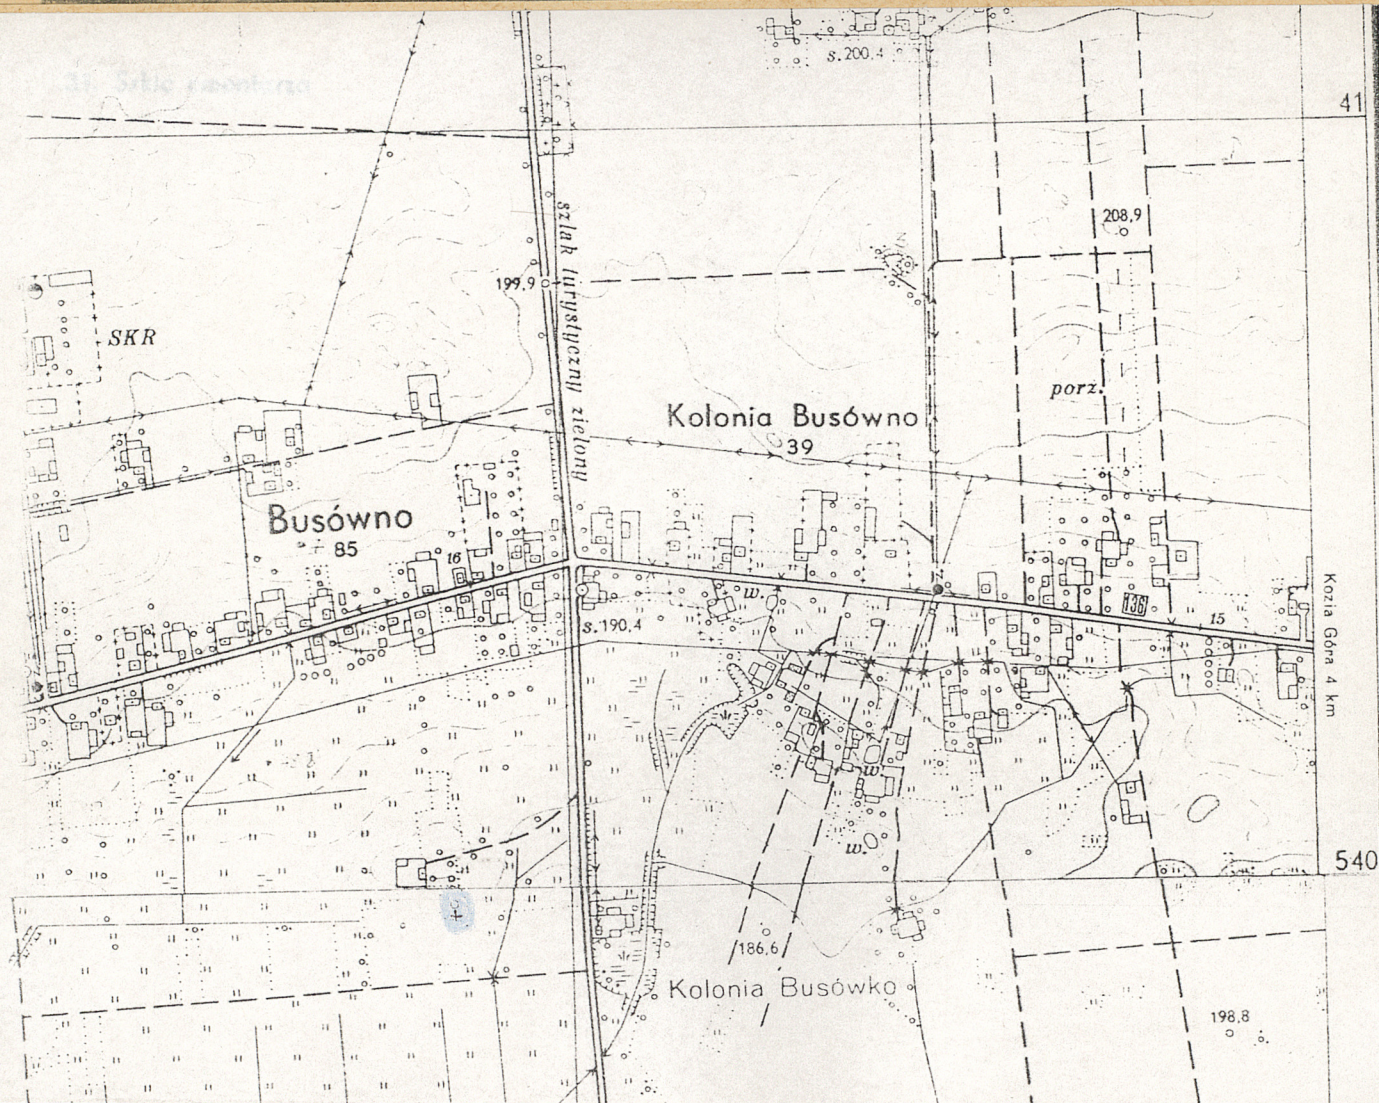 s.200,4
41
208,9
szlak turystyczny zielony
199,9
SKR
porż.
Kolonia Busówno
39
Busówno
85
16
w.
136
15
s.190,4
Kozia Góra 4 km
w.
w.
540
186,6
Kolonia Busówko
198,8